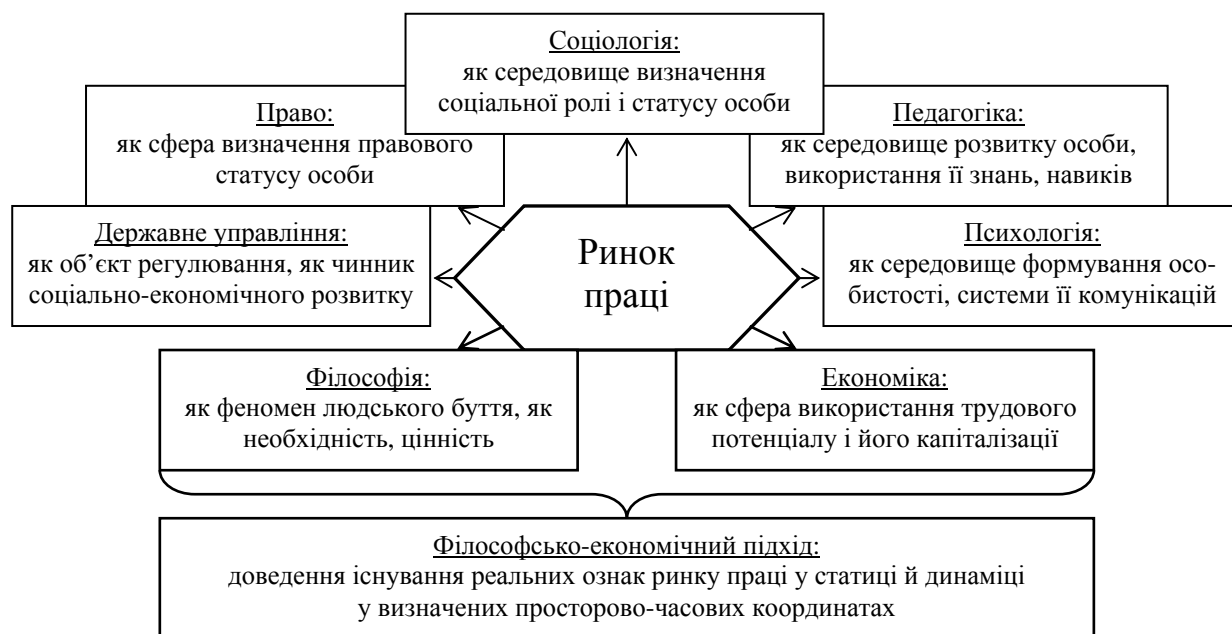 Соціологія:
як середовище визначення
соціальної ролі і статусу особи
Право:
як сфера визначення правового
статусу особи
Педагогіка:
як середовище розвитку особи,
використання її знань, навиків
Державне управління:
як об’єкт регулювання, як чинник
соціально-економічного розвитку
Ринок
праці
Психологія:
як середовище формування осо-
бистості, системи її комунікацій
Філософія:
як феномен людського буття, як
необхідність, цінність
Економіка:
як сфера використання трудового
потенціалу і його капіталізації
Філософсько-економічний підхід:
доведення існування реальних ознак ринку праці у статиці й динаміці
у визначених просторово-часових координатах